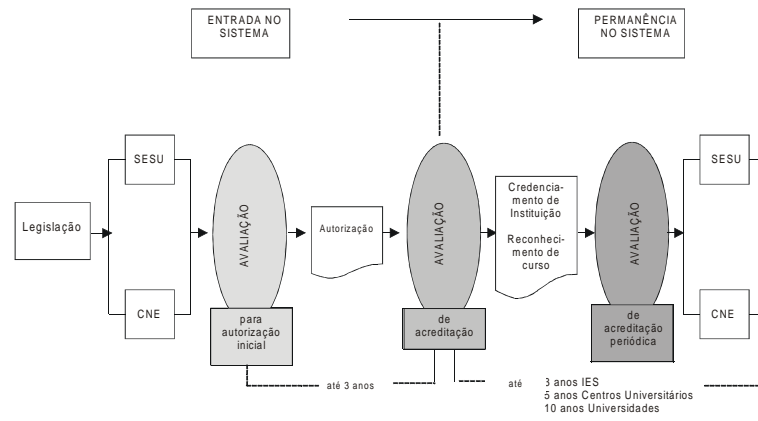 ENTRADA NO
SISTEMA
PERMANÊNCIA
NO SISTEMA
Legislação
SESU
CNE
AVALIAÇÃO
para
autorização
inicial
Autorização
AVALIAÇÃO
de
acreditação
Credencia-
mento de
Instituição
Reconheci-
mento de
curso
AVALIAÇÃO
de
acreditação
periódica
SESU
CNE
até 3 anos
até 3 anos IES
5 anos Centros Universitários
10 anos Universidades